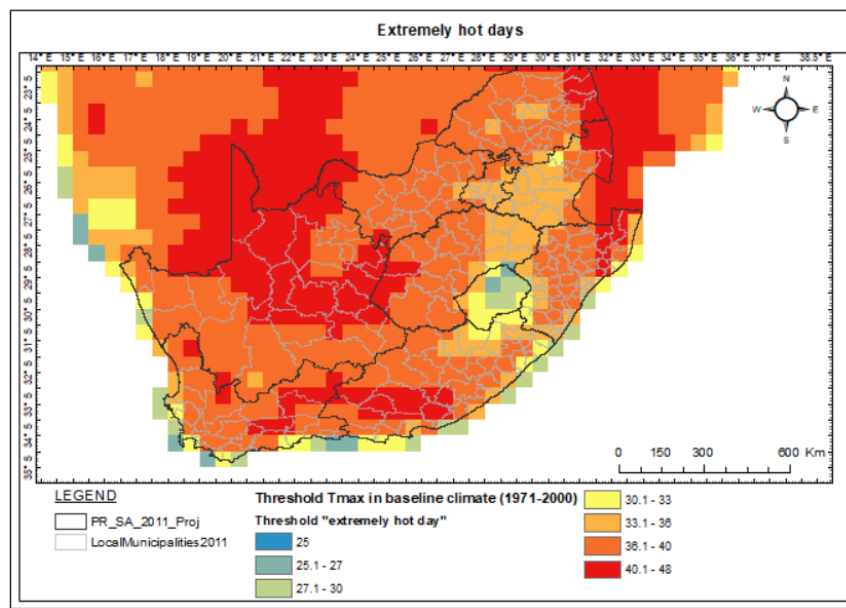 Extremely hot days
14° E 15° E 16° E 17° E 18° E 19° E 20° E 21° E 22° E 23° E 24° E 25° E 26° E 27° E 28° E 29° E 30° E 31° E 32° E 33° E 34° E 35° E 36° E 37° E 38.5° E
23° S
24° S
25° S
26° S
27° S
28° S
29° S
30° S
31° S
32° S
33° S
34° S
35° S
N
W E
S
0 150 300 600 Km
LEGEND
PR_SA_2011_Proj
LocalMunicipalities2011
Threshold Tmax in baseline climate (1971-2000)
Threshold "extremely hot day"
25
25.1 - 27
27.1 - 30
30.1 - 33
33.1 - 36
36.1 - 40
40.1 - 48